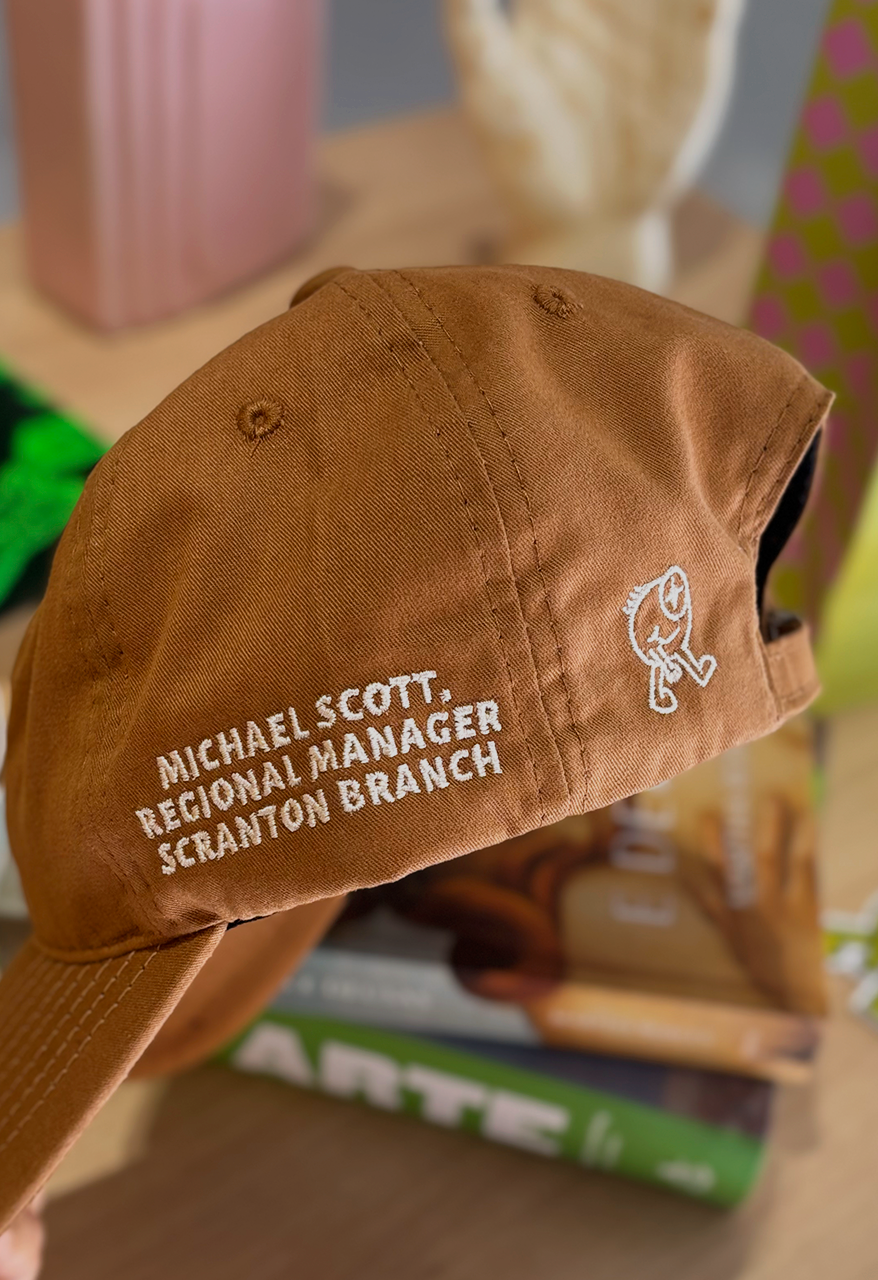 MICHAEL SCOTT,
REGIONAL MANAGER
SCRANTON BRANCH
ARTE